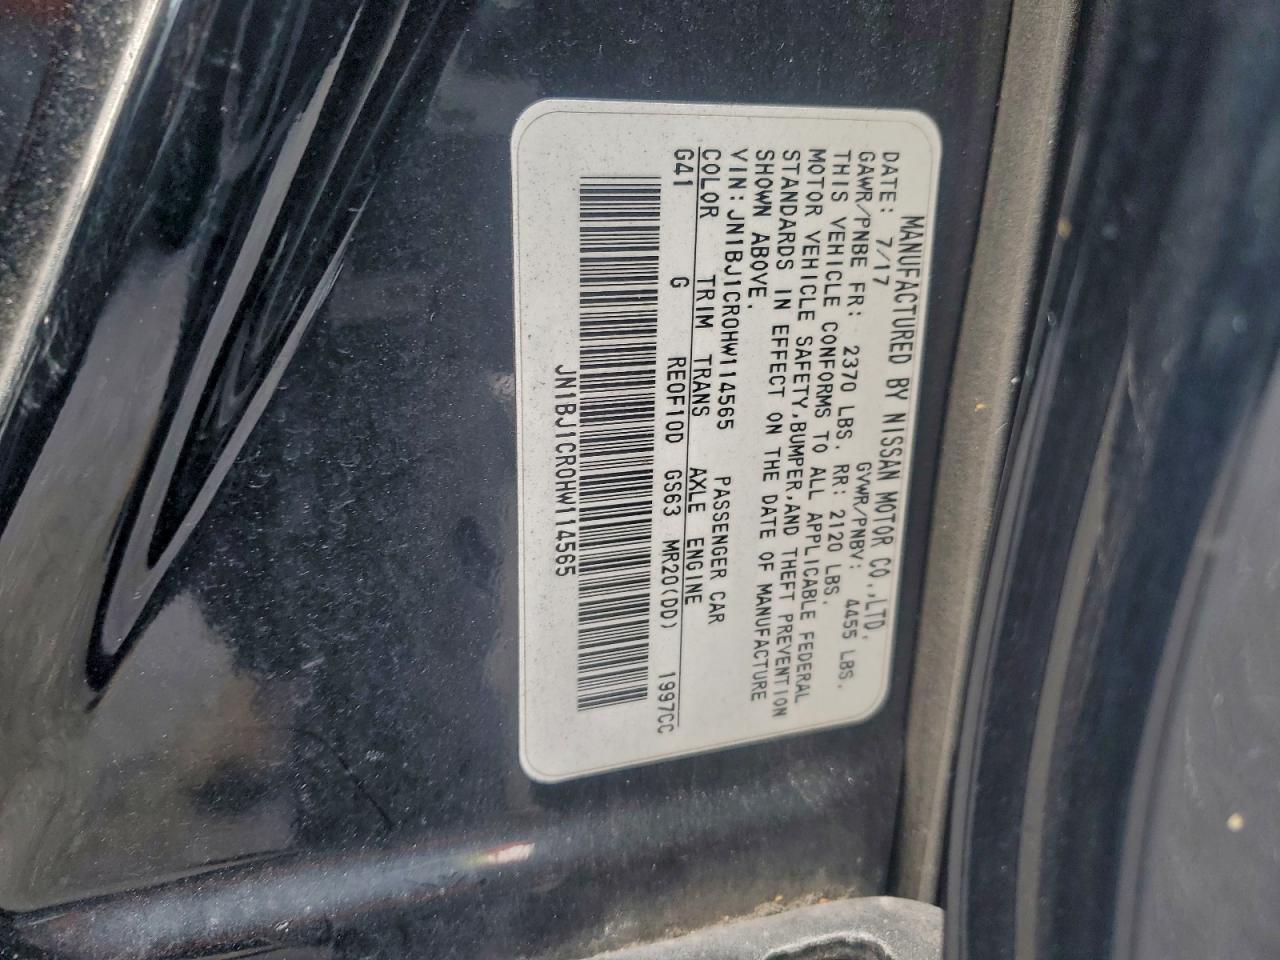 MANUFACTURED BY NISSAN MOTOR CO.,LTD.
DATE: 7/17 GVWR/PNBV: 4455 LBS.
GAWR/PNBE FR: 2370 LBS. RR: 2120 LBS.
THIS VEHICLE CONFORMS TO ALL APPLICABLE FEDERAL
MOTOR VEHICLE SAFETY,BUMPER,AND THEFT PREVENTION
STANDARDS IN EFFECT ON THE DATE OF MANUFACTURE
SHOWN ABOVE.
VIN:JN1BJ1CR0HW114565 PASSENGER CAR
COLOR TRIM TRANS AXLE ENGINE
G41 G RE0F10D GS63 MR20(DD) 1997CC
JN1BJ1CR0HW114565